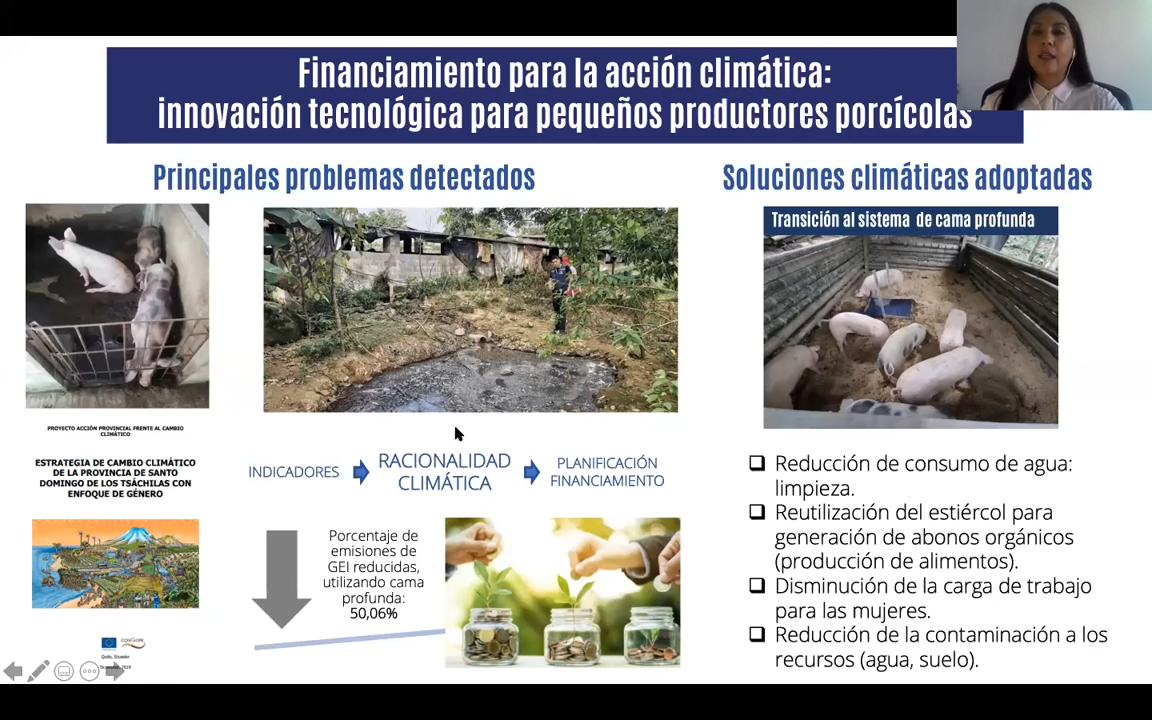 Financiamiento para la acción climática:
innovación tecnológica para pequeños productores porcícolas
Principales problemas detectados
Soluciones climáticas adoptadas
Transición al sistema de cama profunda
PROYECTO ACCIÓN PROVINCIAL FRENTE AL CAMBIO
CLIMÁTICO
ESTRATEGIA DE CAMBIO CLIMÁTICO
DE LA PROVINCIA DE SANTO
DOMINGO DE LOS TSÁCHILAS CON
ENFOQUE DE GÉNERO
INDICADORES
RACIONALIDAD
CLIMÁTICA
PLANIFICACIÓN
FINANCIAMIENTO
Porcentaje de
emisiones de
GEI reducidas,
utilizando cama
profunda:
50,06%
❑ Reducción de consumo de agua:
limpieza.
❑ Reutilización del estiércol para
generación de abonos orgánicos
(producción de alimentos).
❑ Disminución de la carga de trabajo
para las mujeres.
❑ Reducción de la contaminación a los
recursos (agua, suelo).
Quito, Ecuador